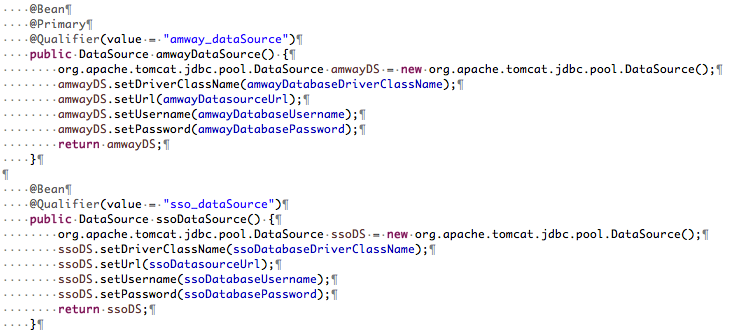 @Bean¶
@Primary¶
@Qualifier(value = "amway_dataSource")¶
public DataSource amwayDataSource() {¶
org.apache.tomcat.jdbc.pool.DataSource amwayDS = new org.apache.tomcat.jdbc.pool.DataSource();¶
amwayDS.setDriverClassName(amwayDatabaseDriverClassName);¶
amwayDS.setUrl(amwayDatasourceUrl);¶
amwayDS.setUsername(amwayDatabaseUsername);¶
amwayDS.setPassword(amwayDatabasePassword);¶
return amwayDS;¶
}¶
¶
@Bean¶
@Qualifier(value = "sso_dataSource")¶
public DataSource ssoDataSource() {¶
org.apache.tomcat.jdbc.pool.DataSource ssoDS = new org.apache.tomcat.jdbc.pool.DataSource();¶
ssoDS.setDriverClassName(ssoDatabaseDriverClassName);¶
ssoDS.setUrl(ssoDatasourceUrl);¶
ssoDS.setUsername(ssoDatabaseUsername);¶
ssoDS.setPassword(ssoDatabasePassword);¶
return ssoDS;¶
}¶